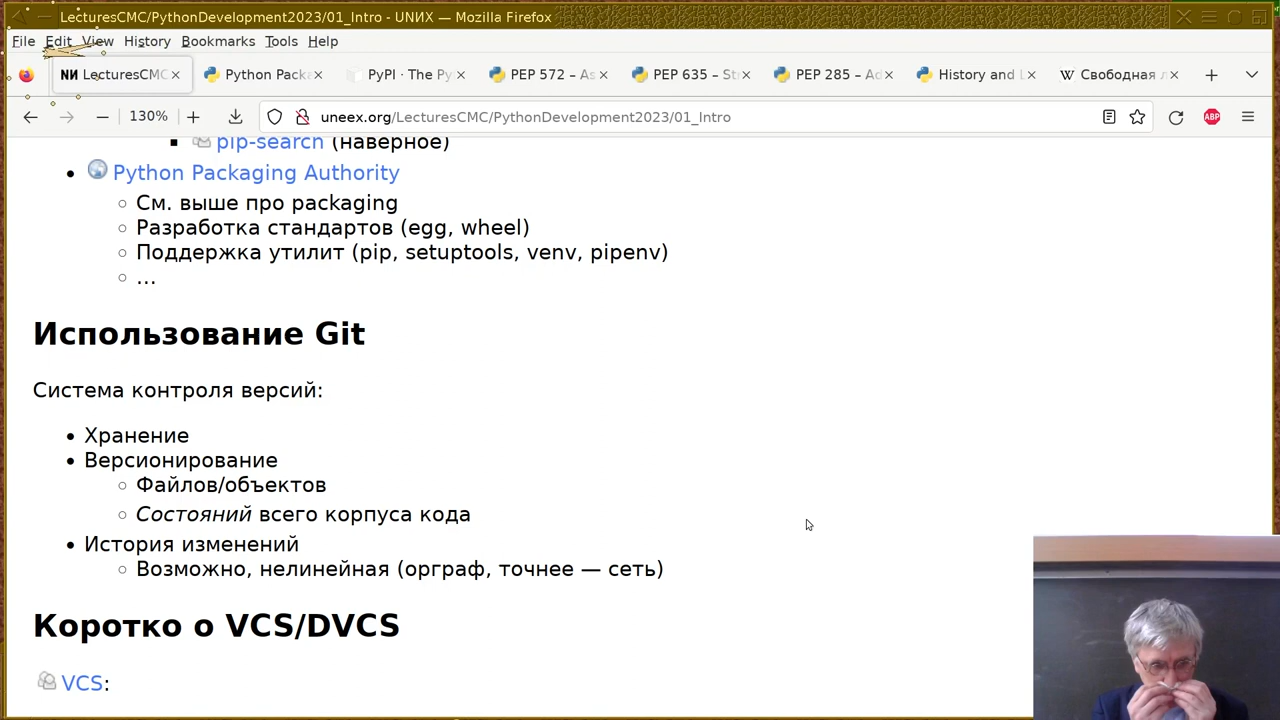 LecturesCMC/PythonDevelopment2023/01_Intro - UNИX — Mozilla Firefox
File Edit View History Bookmarks Tools Help
NИ LecturesCMC Python Pack PyPI · The Py PEP 572 – As PEP 635 – St PEP 285 – Ad History and L W Свободная л
130% uneex.org/LecturesCMC/PythonDevelopment2023/01_Intro ABP
pip-search (наверное)
Python Packaging Authority
См. выше про packaging
Разработка стандартов (egg, wheel)
Поддержка утилит (pip, setuptools, venv, pipenv)
…
Использование Git
Система контроля версий:
Хранение
Версионирование
Файлов/объектов
Состояний всего корпуса кода
История изменений
Возможно, нелинейная (орграф, точнее — сеть)
Коротко о VCS/DVCS
VCS: